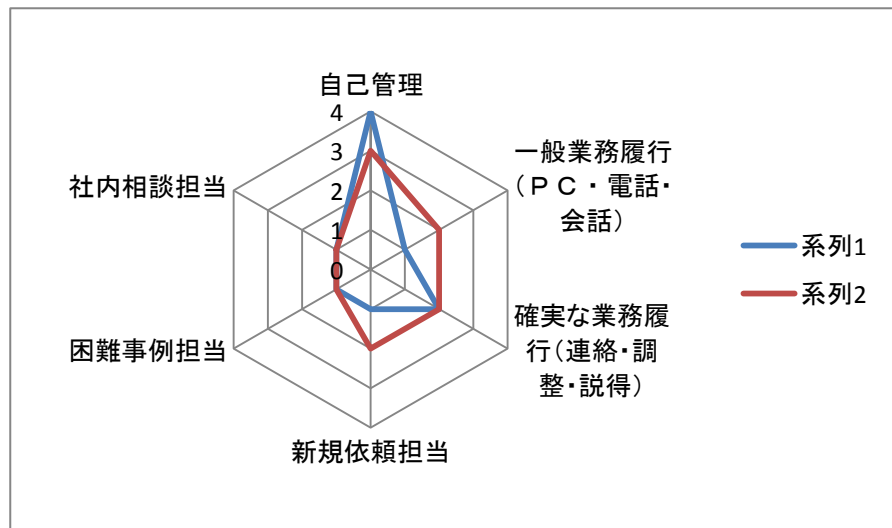 自己管理
4
3
2
1
0
一般業務履行
（ＰＣ・電話・
会話）
確実な業務履
行（連絡・調
整・説得）
新規依頼担当
困難事例担当
社内相談担当
系列1
系列2